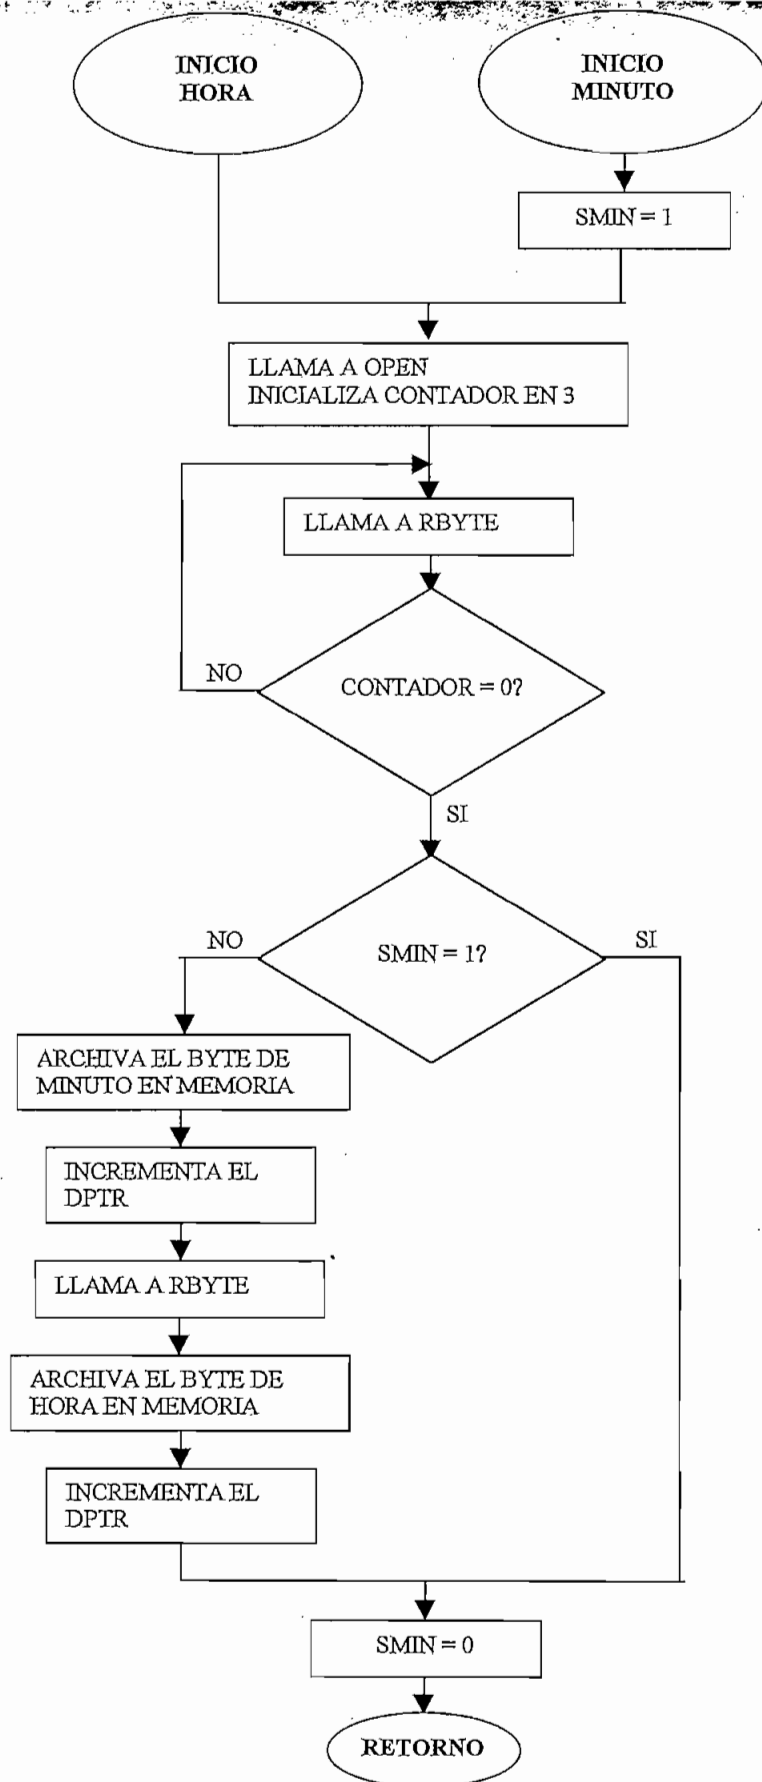 INICIO
HORA
INICIO
MINUTO
SMIN = 1
LLAMA A OPEN
INICIALIZA CONTADOR EN 3
LLAMA A RBYTE
NO
CONTADOR = 0?
SI
NO
SMIN = 1?
SI
ARCHIVA EL BYTE DE
MINUTO EN MEMORIA
INCREMENTA EL
DPTR
LLAMA A RBYTE
ARCHIVA EL BYTE DE
HORA EN MEMORIA
INCREMENTA EL
DPTR
SMIN = 0
RETORNO